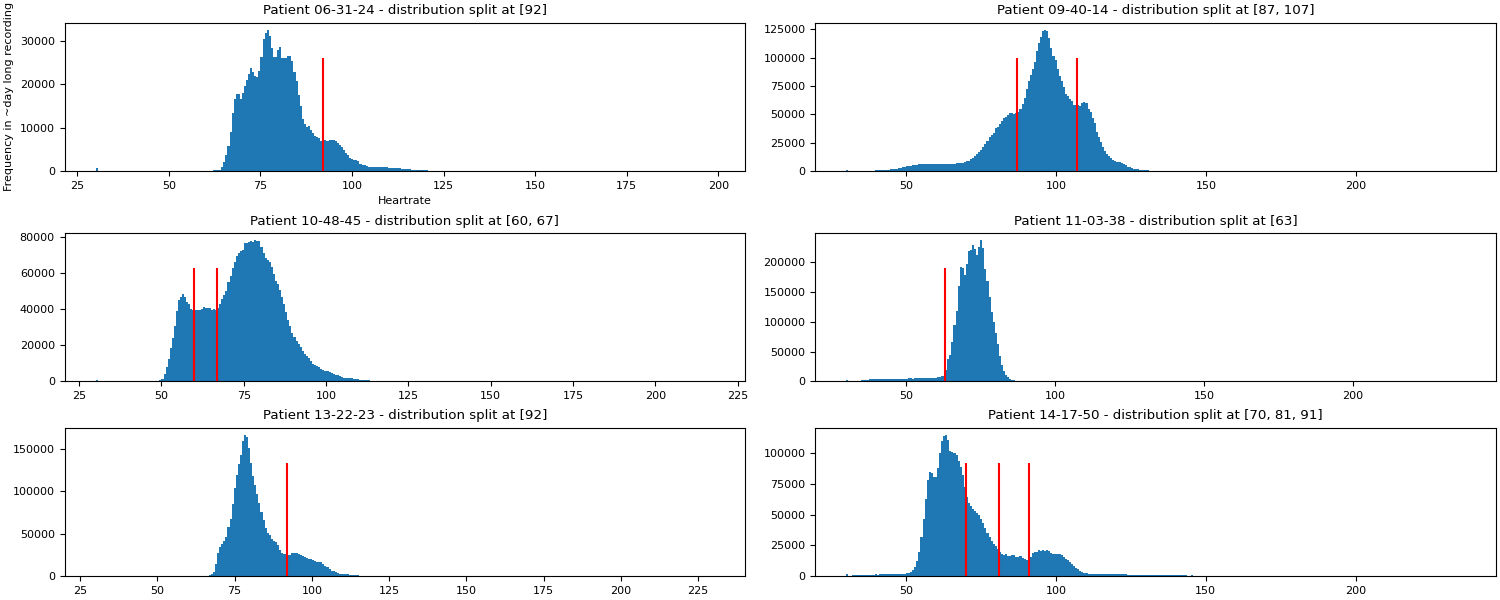 Patient 06-31-24 - distribution split at [92]
Frequency in ~day long recording
30000
20000
10000
0
25 50 75 100 125 150 175 200
Heartrate
Patient 09-40-14 - distribution split at [87, 107]
125000
100000
75000
50000
25000
0
50 100 150 200
Patient 10-48-45 - distribution split at [60, 67]
80000
60000
40000
20000
0
25 50 75 100 125 150 175 200 225
Patient 11-03-38 - distribution split at [63]
200000
150000
100000
50000
0
50 100 150 200
Patient 13-22-23 - distribution split at [92]
150000
100000
50000
0
25 50 75 100 125 150 175 200 225
Patient 14-17-50 - distribution split at [70, 81, 91]
100000
75000
50000
25000
0
50 100 150 200